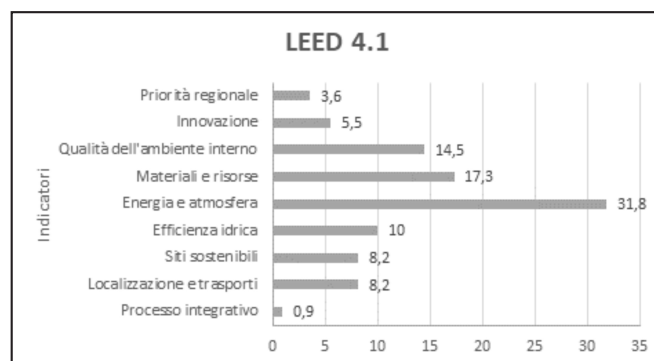 LEED 4.1
Indicatori
Priorità regionale 3,6
Innovazione 5,5
Qualità dell'ambiente interno 14,5
Materiali e risorse 17,3
Energia e atmosfera 31,8
Efficienza idrica 10
Siti sostenibili 8,2
Localizzazione e trasporti 8,2
Processo integrativo 0,9
0 5 10 15 20 25 30 35